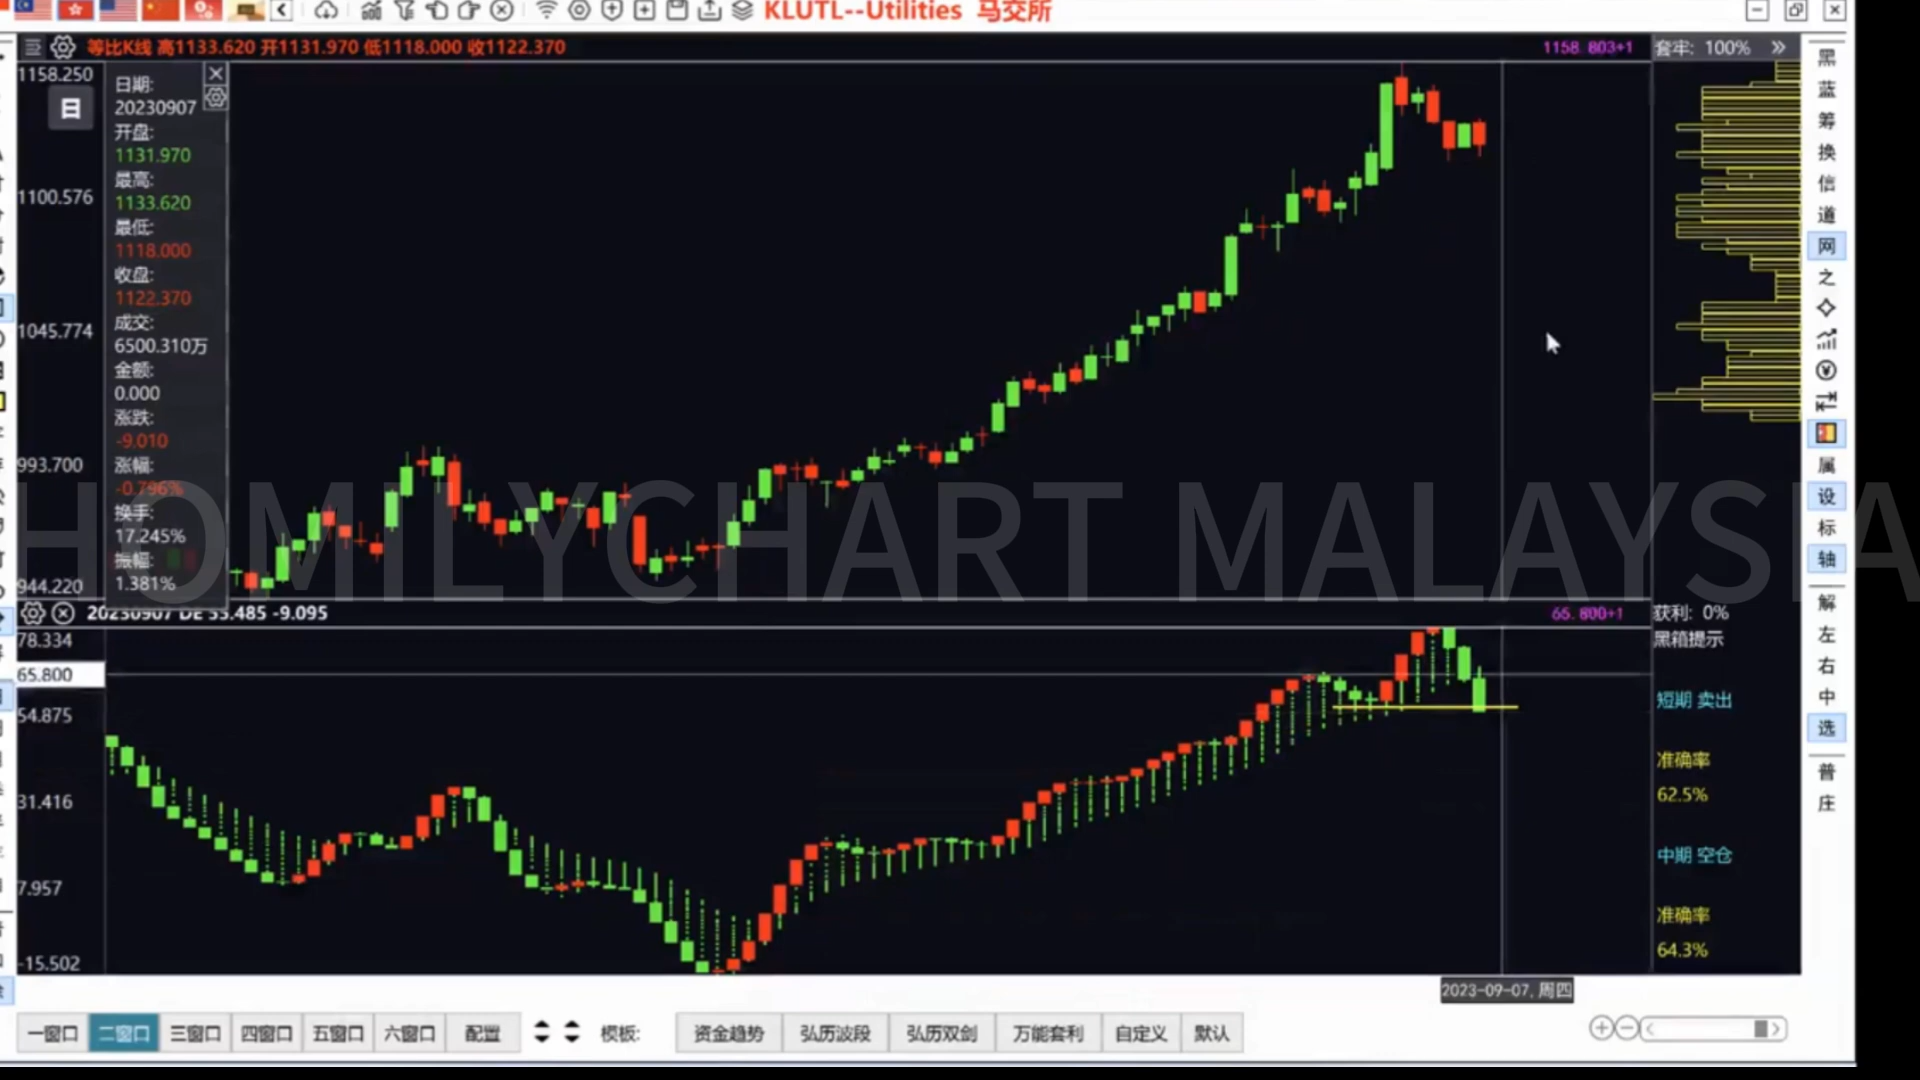 KLUTL--Utilities 马交所
等比K线 高1133.620 开1131.970 低1118.000 收1122.370
1158.803+1
套牢: 100%
1158.250
1100.576
1045.774
993.700
944.220
日
日期:
20230907
开盘:
1131.970
最高:
1133.620
最低:
1118.000
收盘:
1122.370
成交:
6500.310万
金额:
0.000
涨跌:
-9.010
涨幅:
-0.796%
换手:
17.245%
振幅:
1.381%
HOMILYCHART MALAYSIA
20230907 DE 55.485 -9.095
65.800+1
获利: 0%
黑箱提示
短期 卖出
准确率
62.5%
中期 空仓
准确率
64.3%
78.334
65.800
54.875
31.416
7.957
-15.502
2023-09-07, 周四
黑
蓝
筹
换
信
道
网
之
属
设
标
轴
解
左
右
中
选
普
庄
一窗口 二窗口 三窗口 四窗口 五窗口 六窗口 配置 模板: 资金趋势 弘历波段 弘历双剑 万能套利 自定义 默认